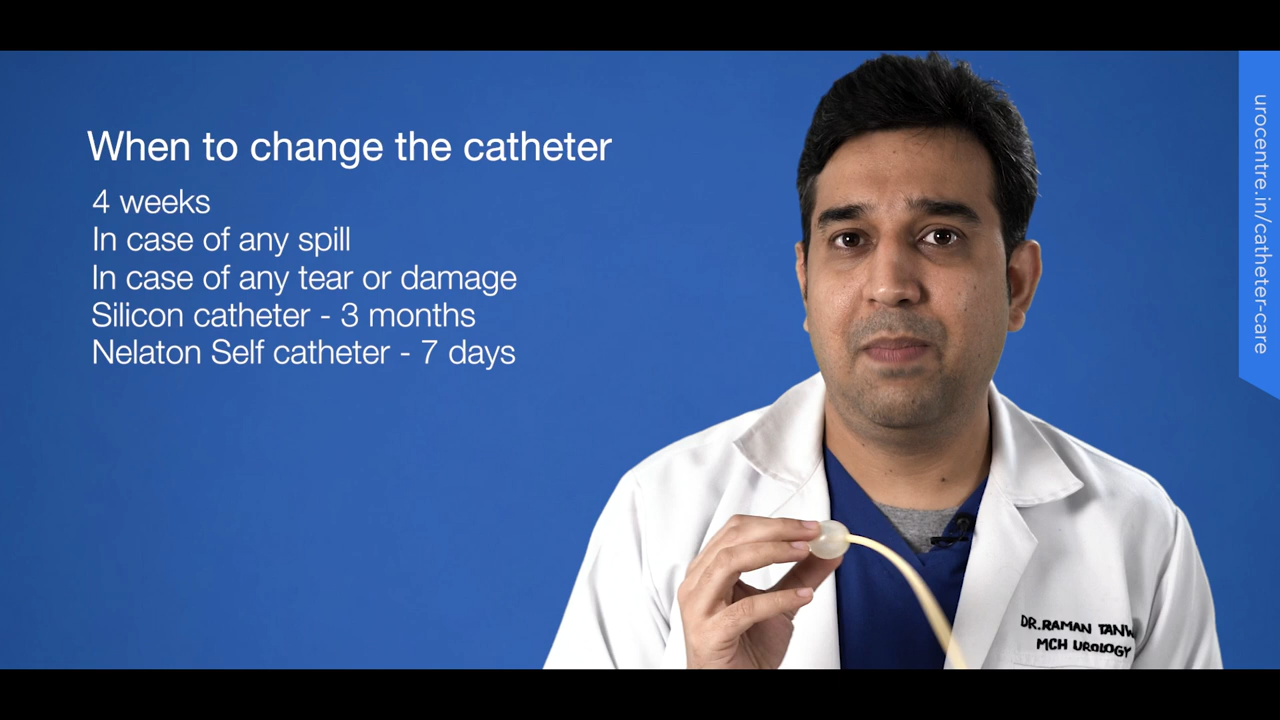 When to change the catheter
4 weeks
In case of any spill
In case of any tear or damage
Silicon catheter - 3 months
Nelaton Self catheter - 7 days
urocentre.in/catheter-care
DR.RAMAN
MCH UROLOGY